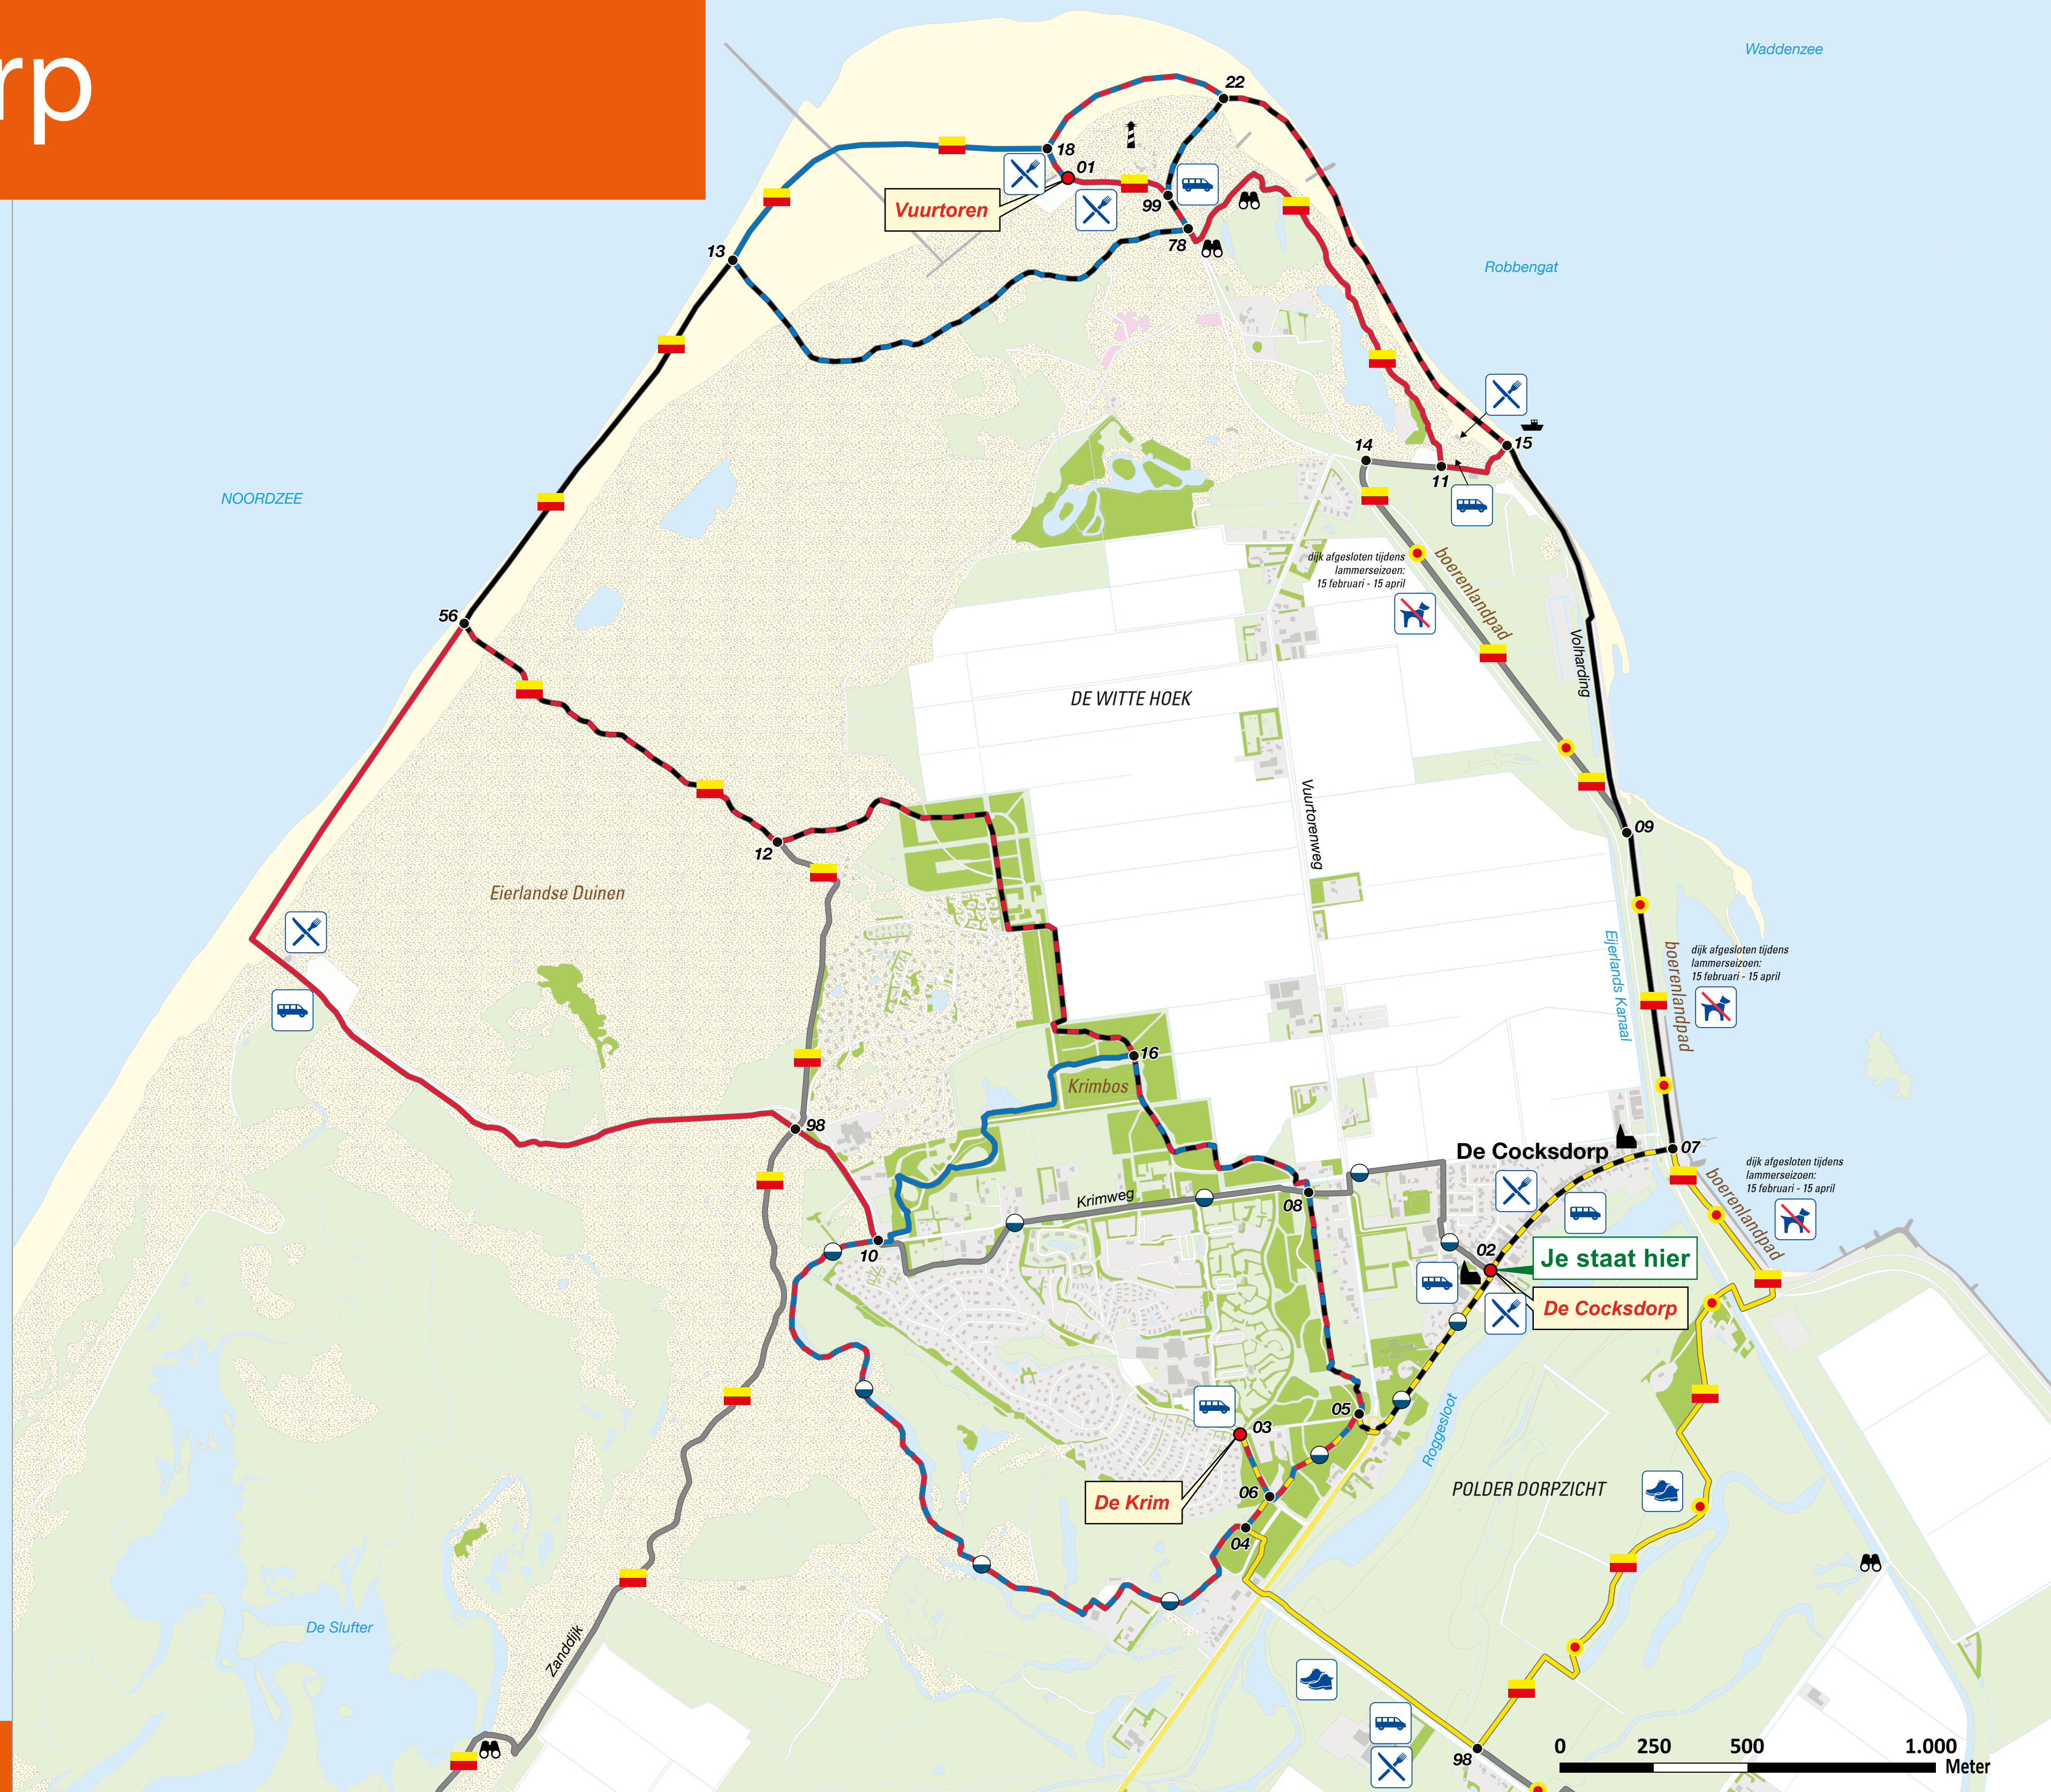 rp
Waddenzee
22
18
01
Vuurtoren
99
78
13
Robbengat
14
15
11
NOORDZEE
dijk afgesloten tijdens
lammerseizoen:
15 februari - 15 april
boerenlandpad
56
Volharding
DE WITTE HOEK
Vuurtorenweg
09
12
Eierlandse Duinen
Eijerlands Kanaal
boerenlandpad
dijk afgesloten tijdens
lammerseizoen:
15 februari - 15 april
16
Krimbos
98
De Cocksdorp
07
dijk afgesloten tijdens
lammerseizoen:
15 februari - 15 april
boerenlandpad
Krimweg
08
10
02
Je staat hier
De Cocksdorp
05
03
Roggesloot
De Krim
06
POLDER DORPZICHT
04
De Slufter
Zanddijk
98
0 250 500 1.000
Meter